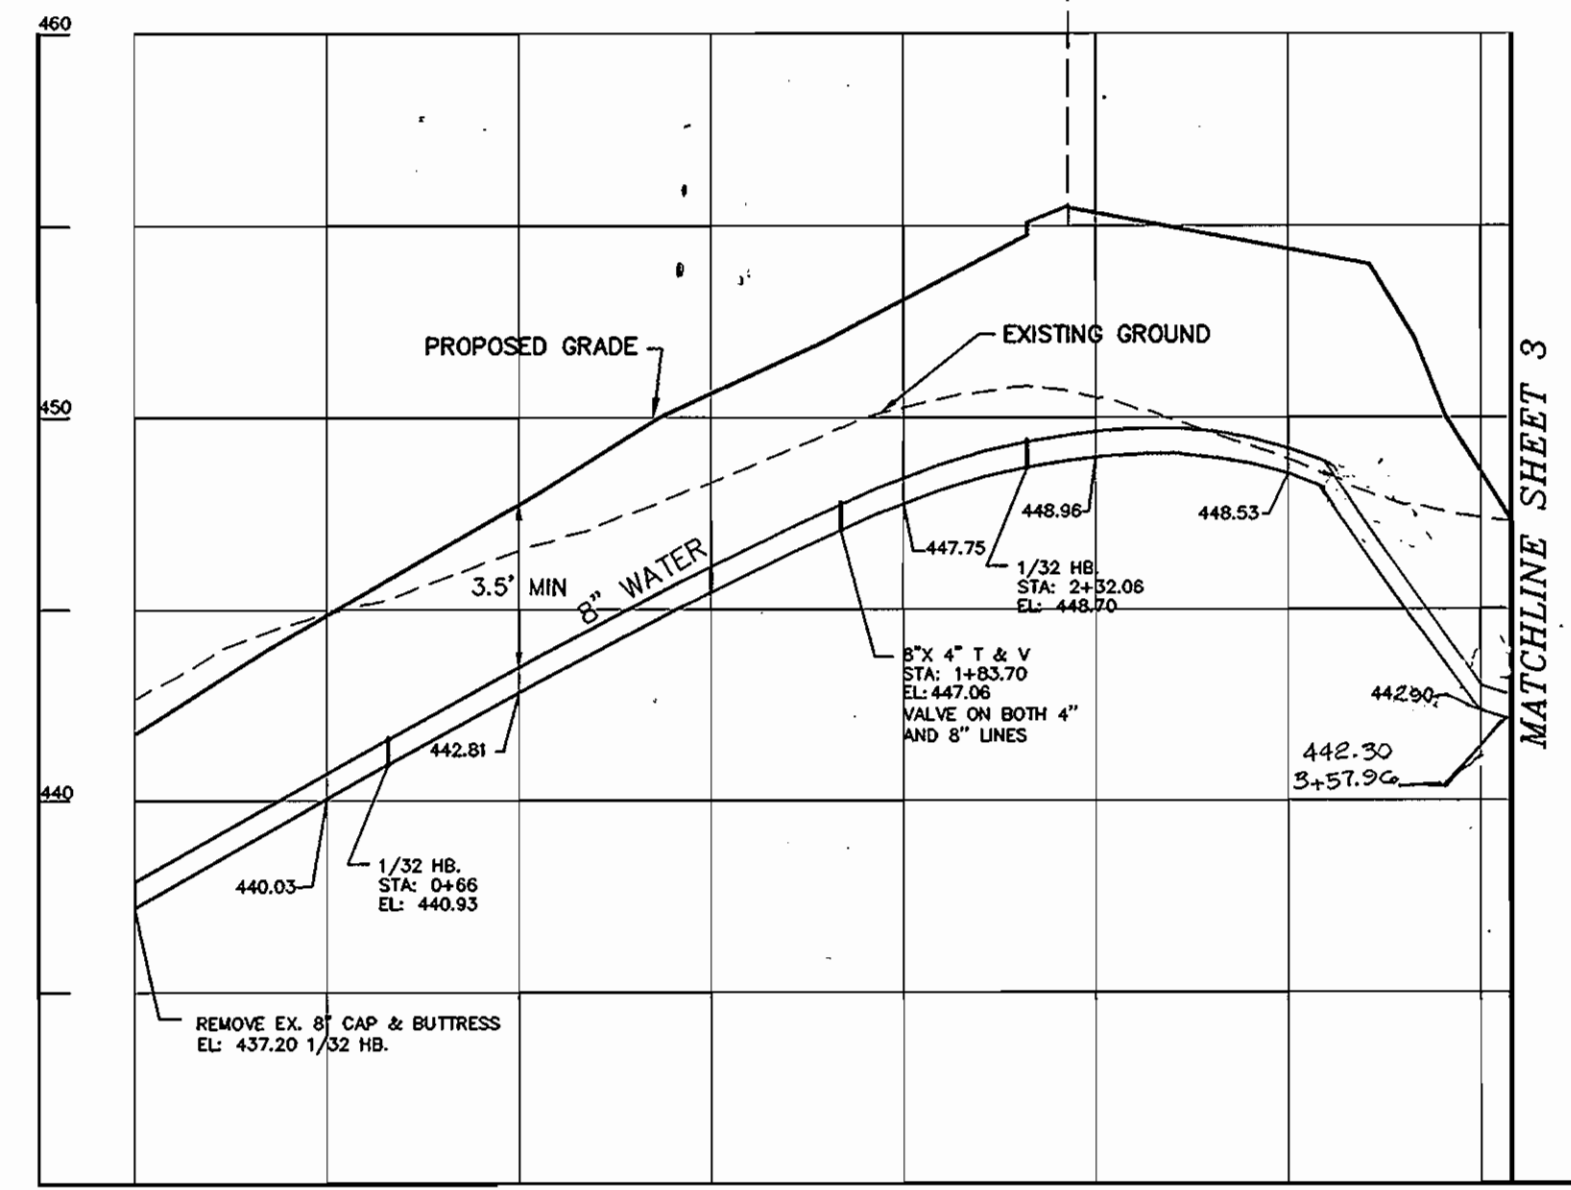 460
PROPOSED GRADE
EXISTING GROUND
450
3.5' MIN
8" WATER
447.75
448.96
448.53
1/32 HB.
STA: 2+32.06
EL: 448.70
8"X 4" T & V
STA: 1+83.70
EL: 447.06
VALVE ON BOTH 4"
AND 8" LINES
442.81
442.90
442.30
3+57.96
440
440.03
1/32 HB.
STA: 0+66
EL: 440.93
REMOVE EX. 8" CAP & BUTTRESS
EL: 437.20 1/32 HB.
MATCHLINE SHEET 3